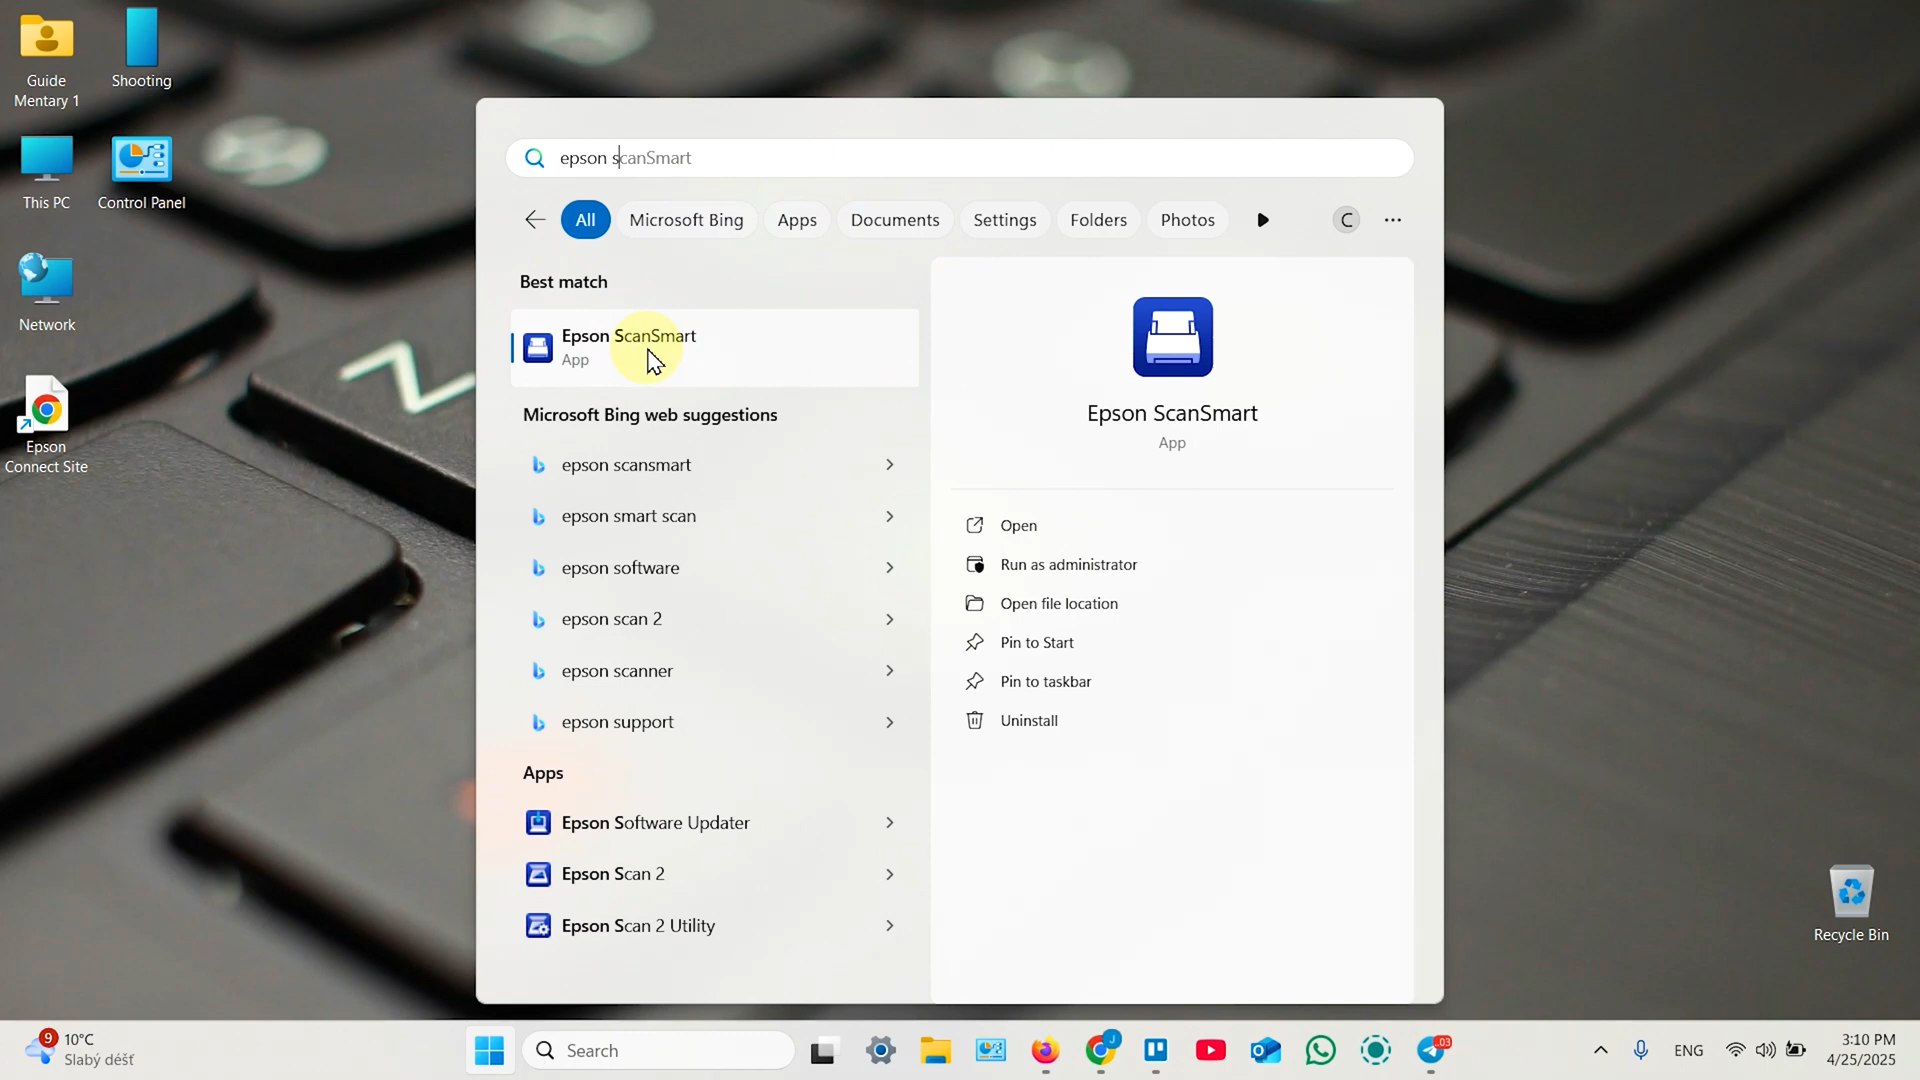 Guide
Mentary 1
Shooting
This PC
Control Panel
Network
Epson
Connect Site
epson scanSmart
All
Microsoft Bing
Apps
Documents
Settings
Folders
Photos
C
Best match
Epson ScanSmart
App
Microsoft Bing web suggestions
epson scansmart
epson smart scan
epson software
epson scan 2
epson scanner
epson support
Apps
Epson Software Updater
Epson Scan 2
Epson Scan 2 Utility
Epson ScanSmart
App
Open
Run as administrator
Open file location
Pin to Start
Pin to taskbar
Uninstall
Recycle Bin
9
10°C
Slabý déšť
Search
J
.03
ENG
3:10 PM
4/25/2025